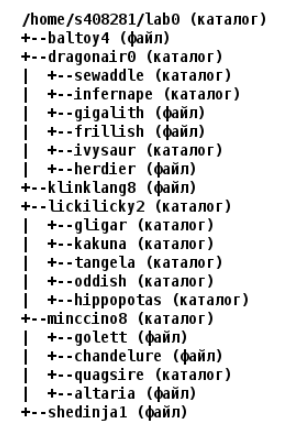 /home/s408281/lab0 (каталог)
+--baltoy4 (файл)
+--dragonair0 (каталог)
|  +--sewaddle (каталог)
|  +--infernape (каталог)
|  +--gigalith (файл)
|  +--frillish (файл)
|  +--ivysaur (каталог)
|  +--herdier (файл)
+--klinklang8 (файл)
+--lickilicky2 (каталог)
|  +--gligar (каталог)
|  +--kakuna (каталог)
|  +--tangela (каталог)
|  +--oddish (каталог)
|  +--hippopotas (каталог)
+--minccino8 (каталог)
|  +--golett (файл)
|  +--chandelure (файл)
|  +--quagsire (каталог)
|  +--altaria (файл)
+--shedinja1 (файл)